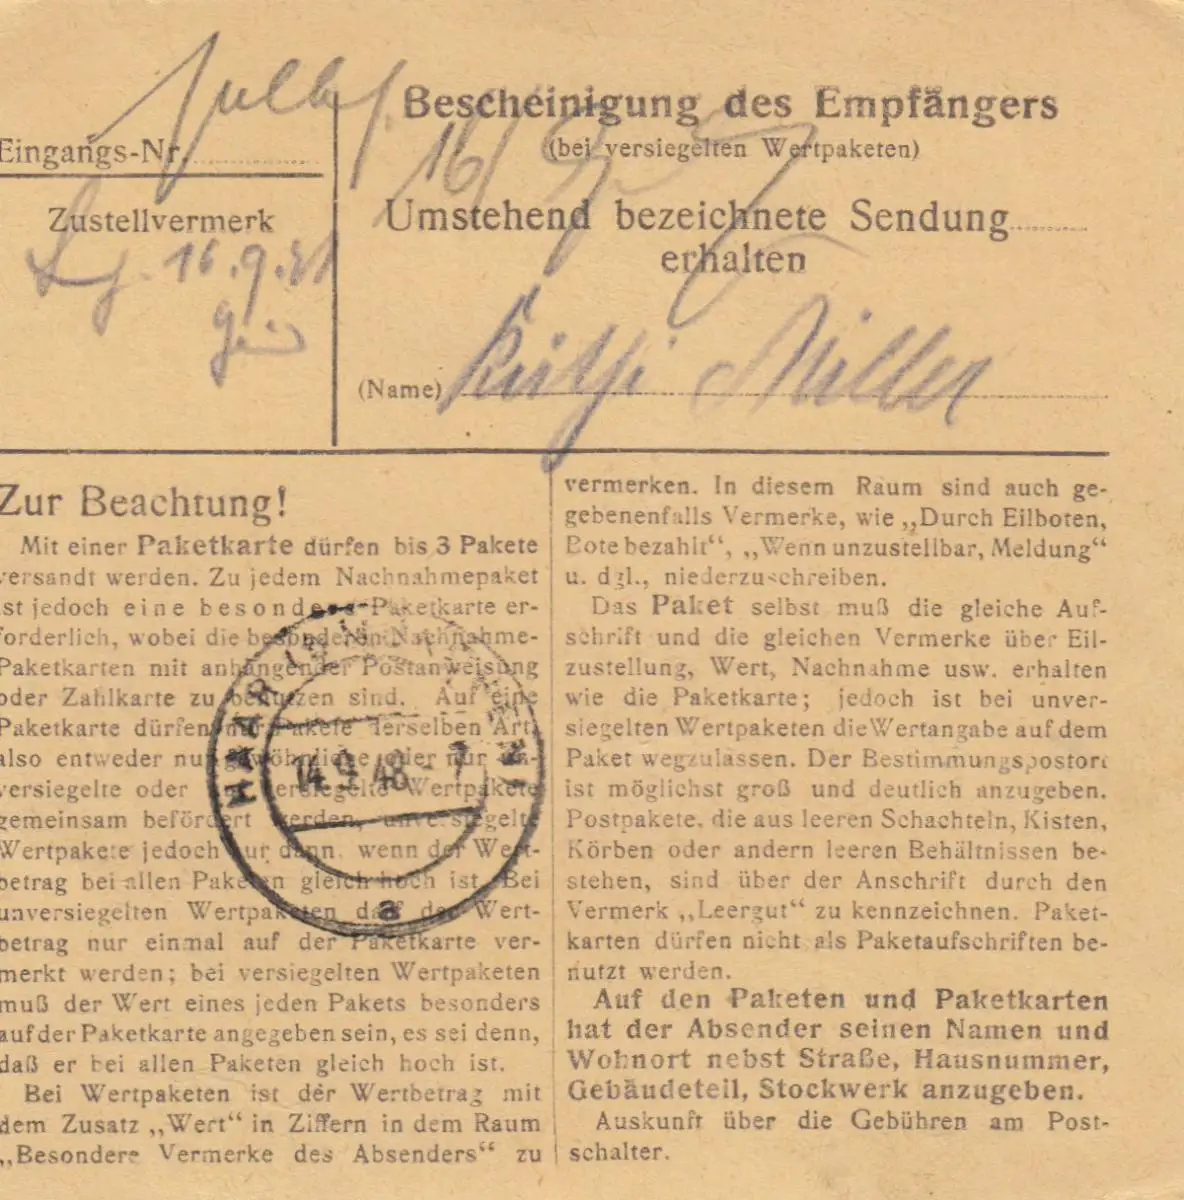 Eingangs-Nr.
Zustellvermerk
16.9.48
Bescheinigung des Empfängers
(bei versiegelten Wertpaketen)
16/9
Umstehend bezeichnete Sendung
erhalten
(Name) Miller
Zur Beachtung!
Mit einer Paketkarte dürfen bis 3 Pakete
versandt werden. Zu jedem Nachnahmepaket
ist jedoch eine besondere Paketkarte er-
forderlich, wobei die besonderen Nachnahme-
Paketkarten mit anhängender Postanweisung
oder Zahlkarte zu benutzen sind. Auf eine
Paketkarte dürfen nur Pakete derselben Art,
also entweder nur gewöhnliche oder nur un-
versiegelte oder versiegelte Wertpakete
gemeinsam befördert werden, unversiegelte
Wertpakete jedoch nur dann, wenn der Wert-
betrag bei allen Paketen gleich hoch ist. Bei
unversiegelten Wertpaketen darf der Wert-
betrag nur einmal auf der Paketkarte ver-
merkt werden; bei versiegelten Wertpaketen
muß der Wert eines jeden Pakets besonders
auf der Paketkarte angegeben sein, es sei denn,
daß er bei allen Paketen gleich hoch ist.
Bei Wertpaketen ist der Wertbetrag mit
dem Zusatz „Wert“ in Ziffern in dem Raum
„Besondere Vermerke des Absenders“ zu
vermerken. In diesem Raum sind auch ge-
gebenenfalls Vermerke, wie „Durch Eilboten,
Bote bezahlt“, „Wenn unzustellbar, Meldung“
u. dgl., niederzuschreiben.
Das Paket selbst muß die gleiche Auf-
schrift und die gleichen Vermerke über Eil-
zustellung, Wert, Nachnahme usw. erhalten
wie die Paketkarte; jedoch ist bei unver-
siegelten Wertpaketen die Wertangabe auf dem
Paket wegzulassen. Der Bestimmungspostort
ist möglichst groß und deutlich anzugeben.
Postpakete, die aus leeren Schachteln, Kisten,
Körben oder andern leeren Behältnissen be-
stehen, sind über der Anschrift durch den
Vermerk „Leergut“ zu kennzeichnen. Paket-
karten dürfen nicht als Paketaufschriften be-
nutzt werden.
Auf den Paketen und Paketkarten
hat der Absender seinen Namen und
Wohnort nebst Straße, Hausnummer,
Gebäudeteil, Stockwerk anzugeben.
Auskunft über die Gebühren am Post-
schalter.
HAAR
14.9.48 - 7
a